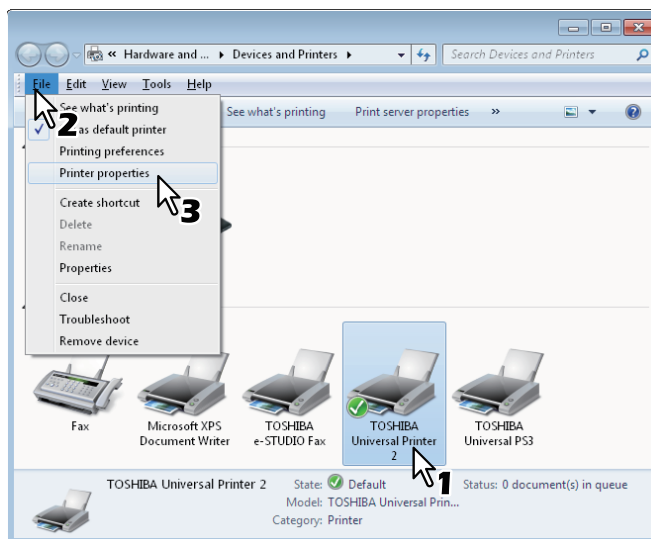 « Hardware and ... Devices and Printers Search Devices and Printers
File Edit View Tools Help
See what's printing Print server properties »
See what's printing
2
as default printer
Printing preferences
Printer properties
3
Create shortcut
Delete
Rename
Properties
Close
Troubleshoot
Remove device
Fax
Microsoft XPS
Document Writer
TOSHIBA
e-STUDIO Fax
TOSHIBA
Universal Printer
2
TOSHIBA
Universal PS3
1
TOSHIBA Universal Printer 2 State: Default Status: 0 document(s) in queue
Model: TOSHIBA Universal Prin...
Category: Printer